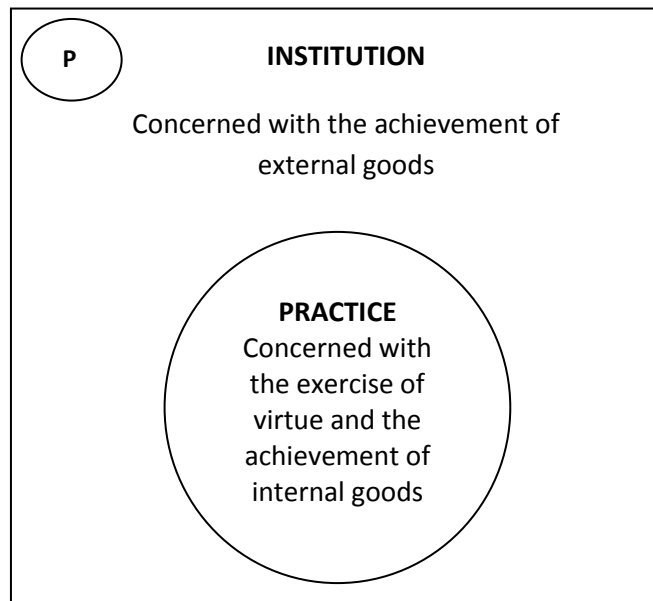 P
INSTITUTION
Concerned with the achievement of
external goods
PRACTICE
Concerned with
the exercise of
virtue and the
achievement of
internal goods